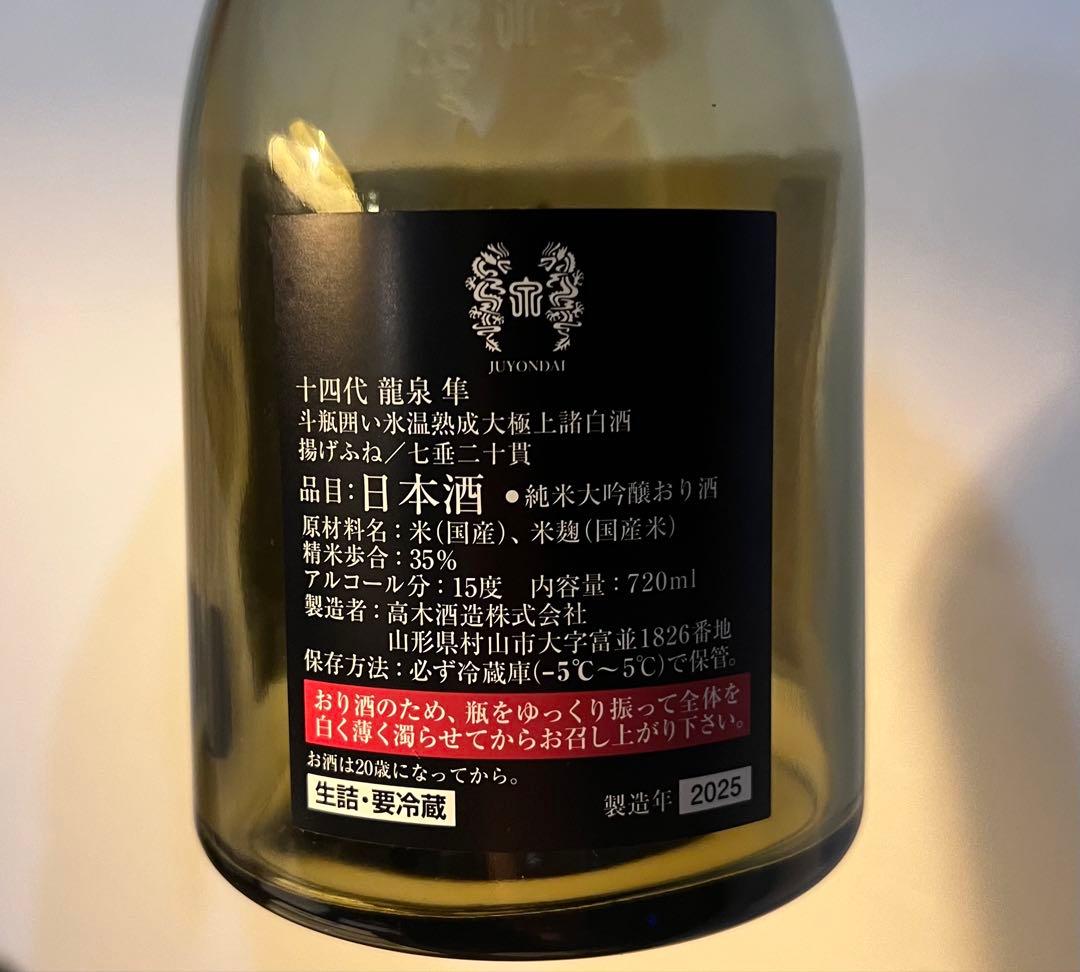 泉
JUYONDAI
十四代 龍泉 隼
斗瓶囲い氷温熟成大極上諸白酒
揚げふね／七垂二十貫
品目：日本酒 ●純米大吟醸おり酒
原材料名：米（国産）、米麹（国産米）
精米歩合：35%
アルコール分：15度 内容量：720ml
製造者：高木酒造株式会社
山形県村山市大字富並1826番地
保存方法：必ず冷蔵庫(-5℃～5℃)で保管。
おり酒のため、瓶をゆっくり振って全体を
白く薄く濁らせてからお召し上がり下さい。
お酒は20歳になってから。
生詰・要冷蔵
製造年 2025